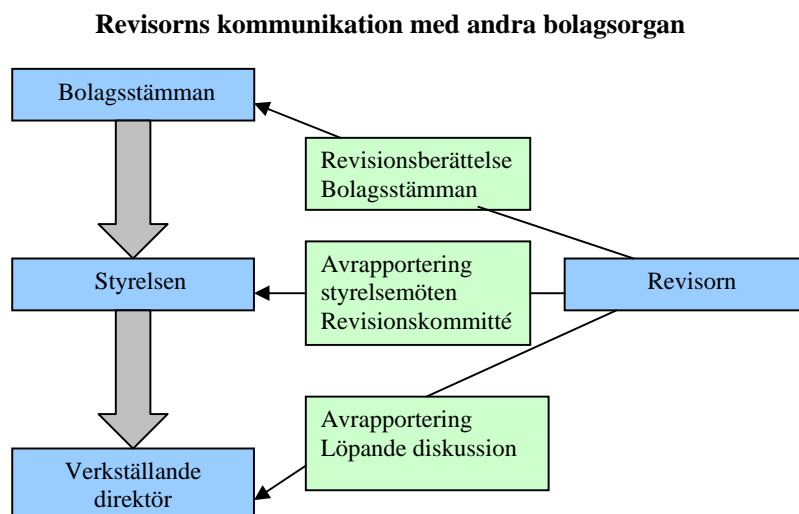 Revisorns kommunikation med andra bolagsorgan
Bolagsstämman
Revisionsberättelse
Bolagsstämman
Styrelsen
Avrapportering
styrelsemöten
Revisionskommitté
Revisorn
Avrapportering
Löpande diskussion
Verkställande
direktör